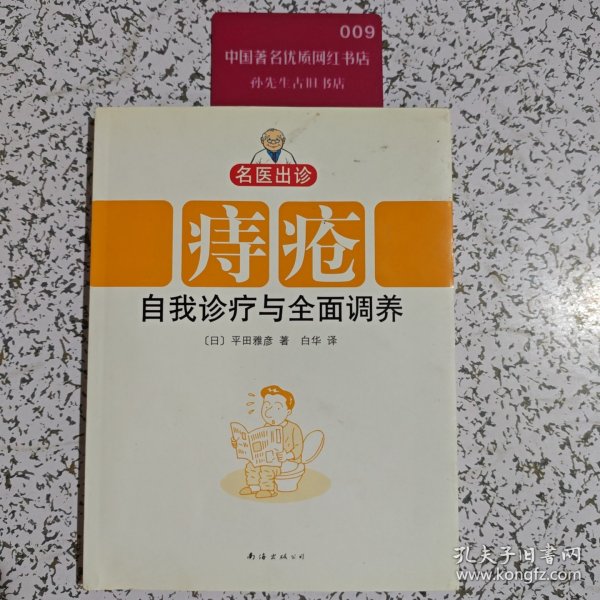 009
中国著名优质网红书店
孙先生古旧书店
名医出诊
痔疮
自我诊疗与全面调养
〔日〕平田雅彦 著 白华 译
南海出版公司
孔夫子旧书网
www.kongfz.com